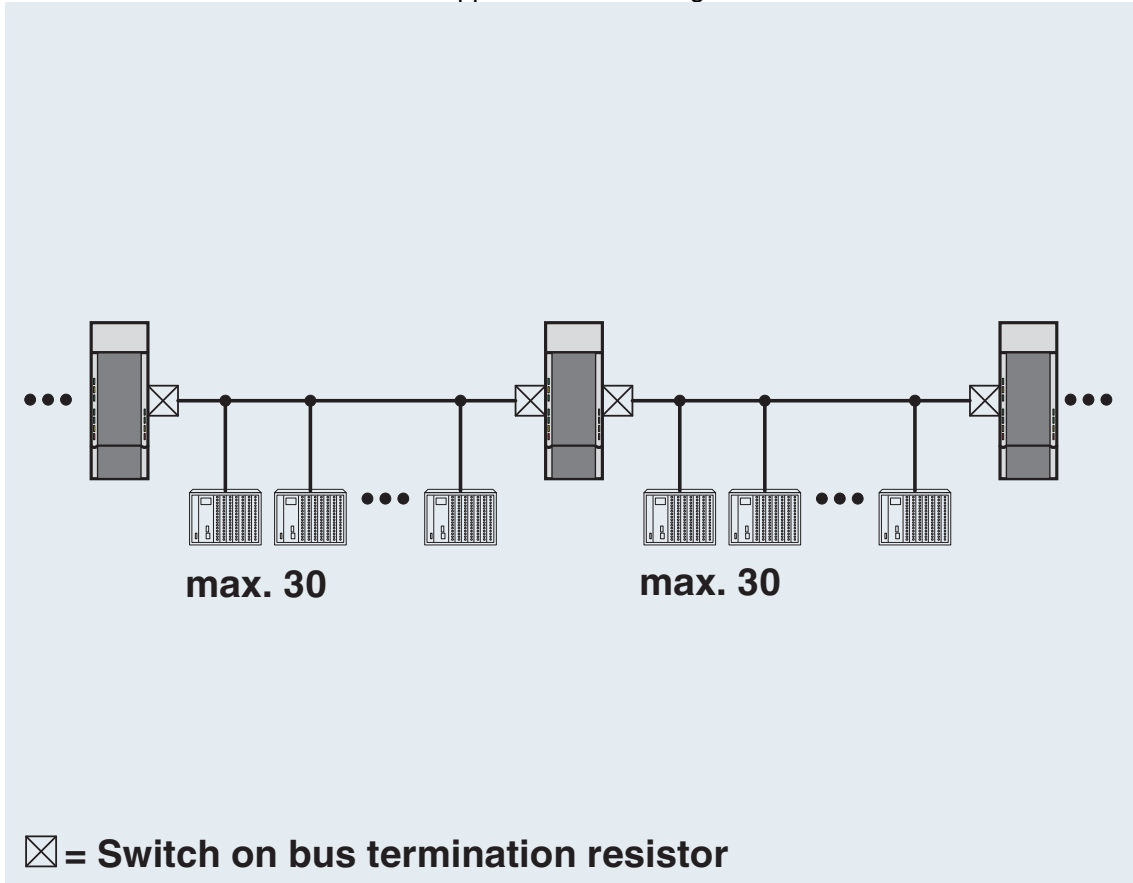 max. 30
max. 30
= Switch on bus termination resistor